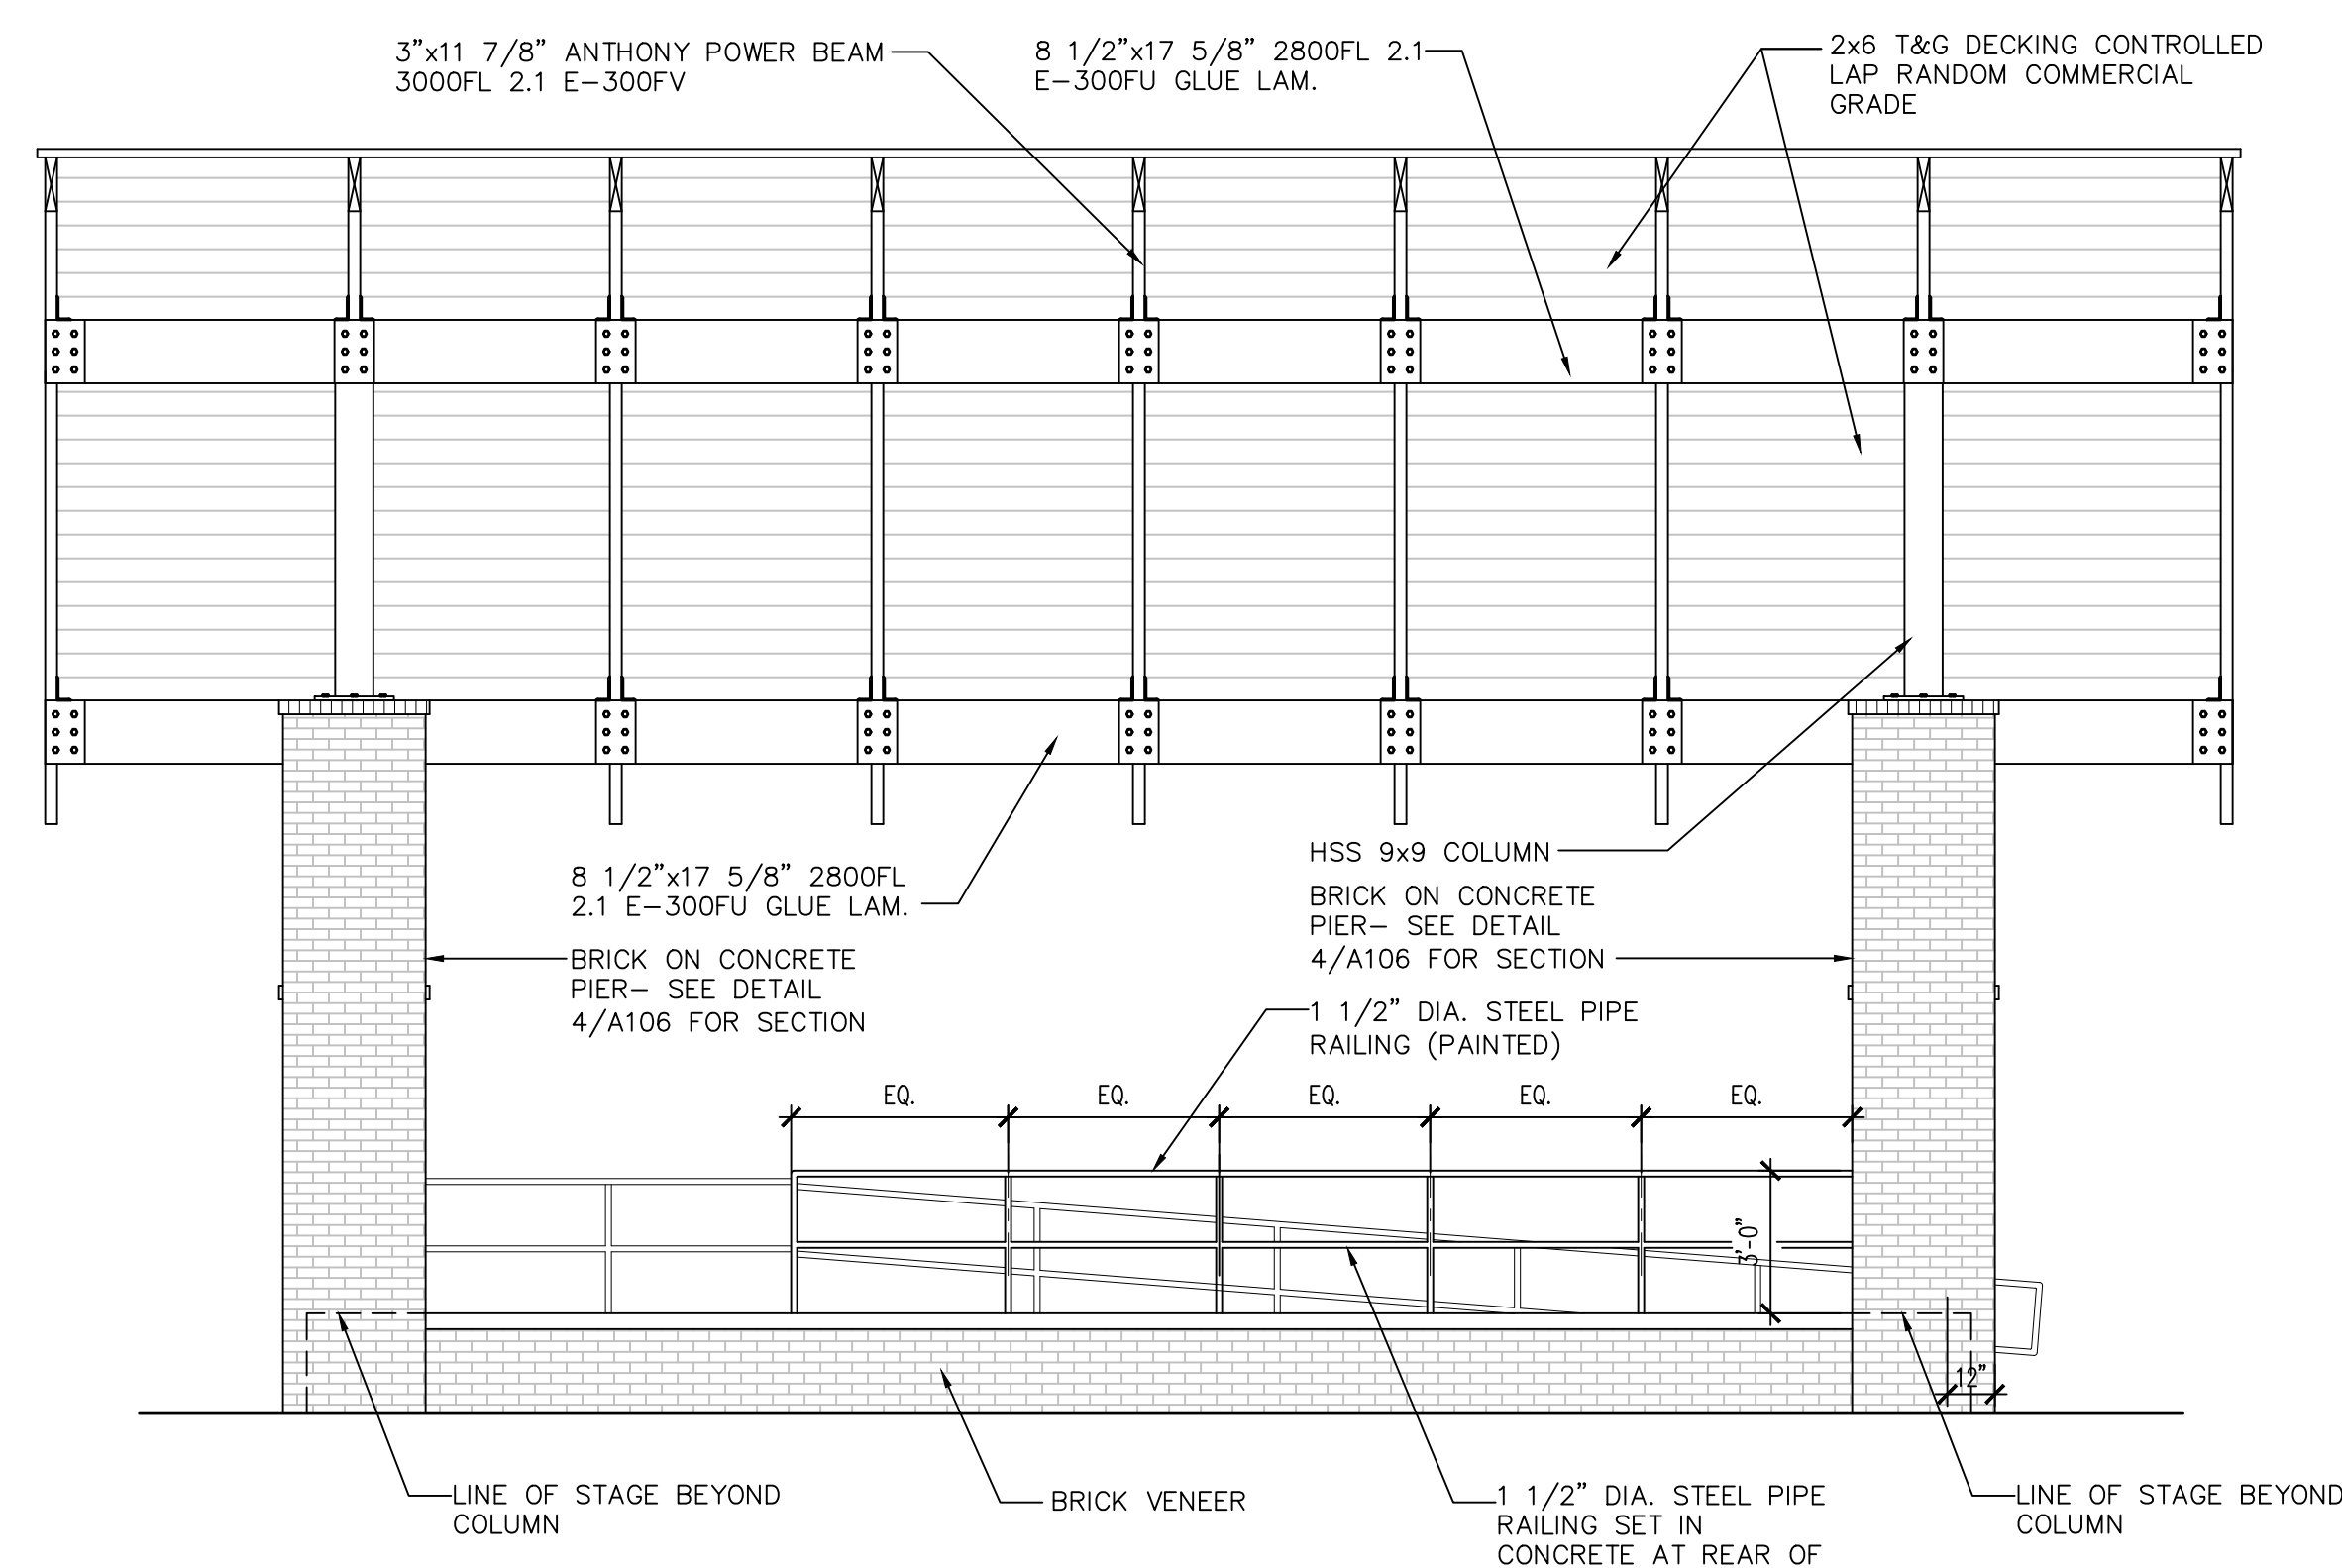 3”x11 7/8” ANTHONY POWER BEAM
3000FL 2.1 E-300FV
8 1/2”x17 5/8” 2800FL 2.1
E-300FU GLUE LAM.
2x6 T&G DECKING CONTROLLED
LAP RANDOM COMMERCIAL
GRADE
8 1/2”x17 5/8” 2800FL
2.1 E-300FU GLUE LAM.
BRICK ON CONCRETE
PIER- SEE DETAIL
4/A106 FOR SECTION
HSS 9x9 COLUMN
BRICK ON CONCRETE
PIER- SEE DETAIL
4/A106 FOR SECTION
1 1/2” DIA. STEEL PIPE
RAILING (PAINTED)
EQ.
EQ.
EQ.
EQ.
EQ.
3'-0”
12”
LINE OF STAGE BEYOND
COLUMN
BRICK VENEER
1 1/2” DIA. STEEL PIPE
RAILING SET IN
CONCRETE AT REAR OF
LINE OF STAGE BEYOND
COLUMN